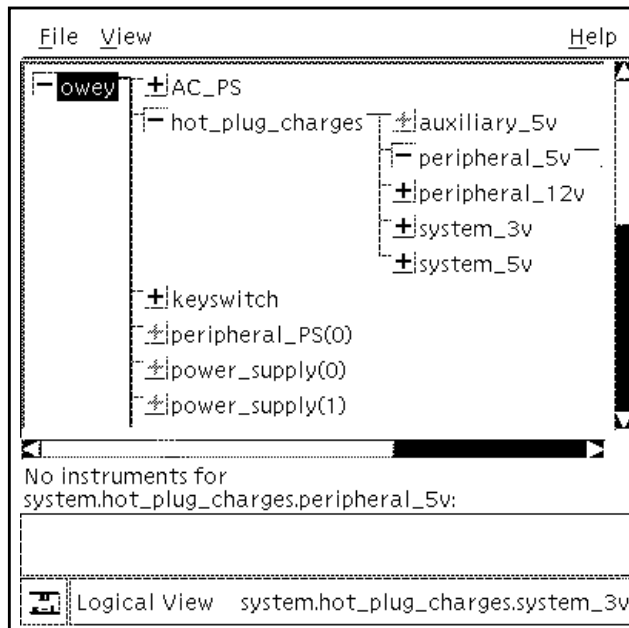 File View Help
owey AC_PS
hot_plug_charges auxiliary_5v
peripheral_5v
peripheral_12v
system_3v
system_5v
keyswitch
peripheral_PS(0)
power_supply(0)
power_supply(1)
No instruments for
system.hot_plug_charges.peripheral_5v:
Logical View system.hot_plug_charges.system_3v